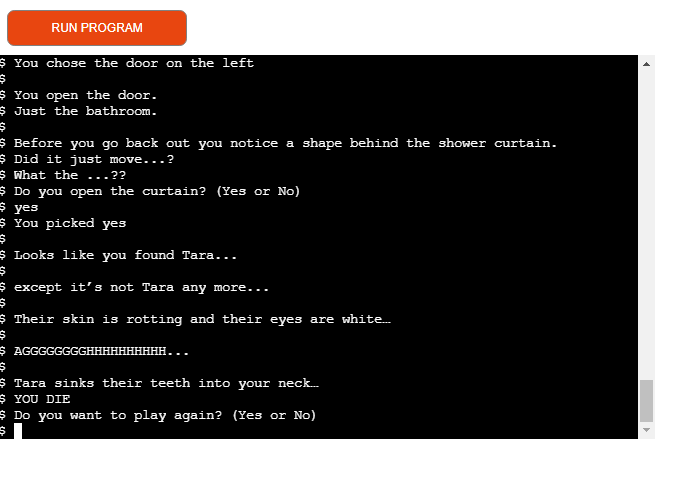 RUN PROGRAM
$ You chose the door on the left
$
$ You open the door.
$ Just the bathroom.
$
$ Before you go back out you notice a shape behind the shower curtain.
$ Did it just move...?
$ What the ...??
$ Do you open the curtain? (Yes or No)
$ yes
$ You picked yes
$
$ Looks like you found Tara...
$
$ except it’s not Tara any more...
$
$ Their skin is rotting and their eyes are white…
$
$ AGGGGGGGGHHHHHHHHHH...
$
$ Tara sinks their teeth into your neck…
$ YOU DIE
$ Do you want to play again? (Yes or No)
$